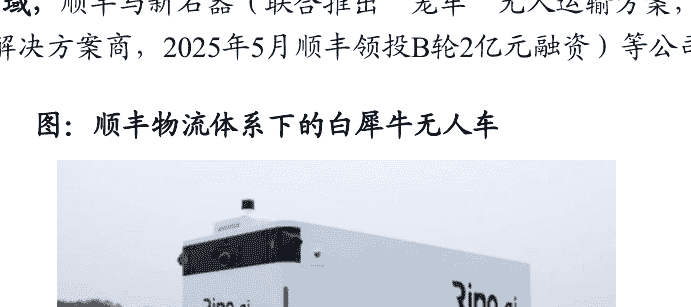 域，顺丰与新石器（联合推出“龙车”无人运输方案，
解决方案商，2025年5月顺丰领投B轮2亿元融资）等公司
图：顺丰物流体系下的白犀牛无人车
Rino.ai
Rino.ai